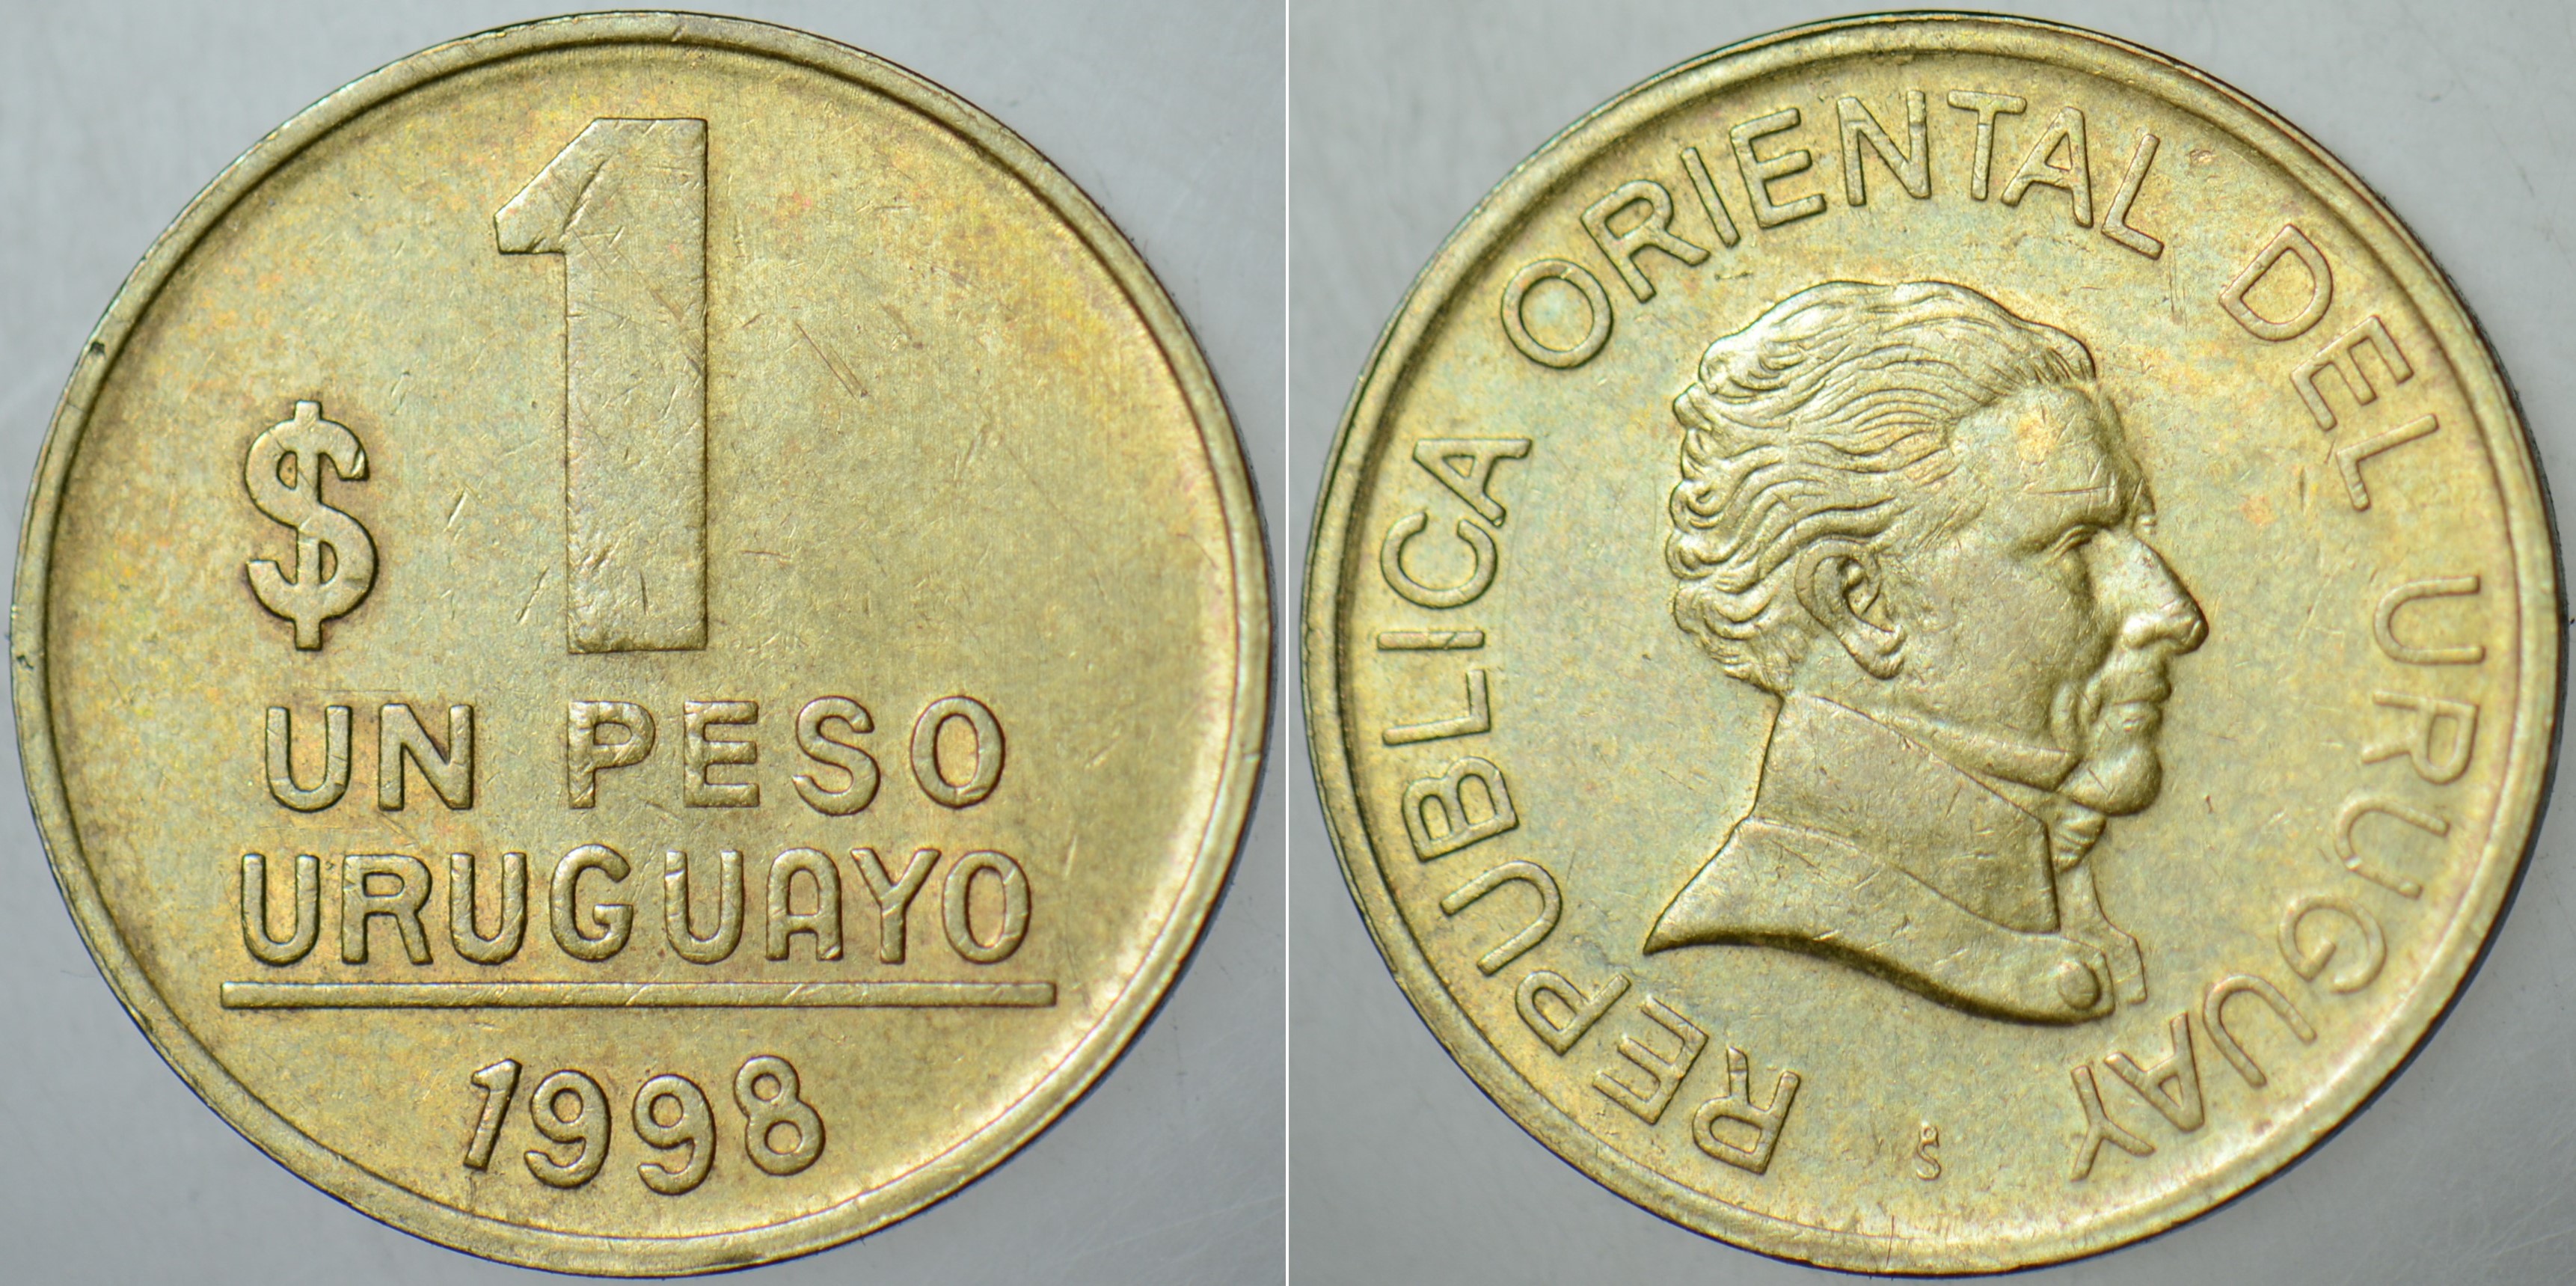 $ 1
UN PESO
URUGUAYO
1998
REPUBLICA ORIENTAL DEL URUGUAY